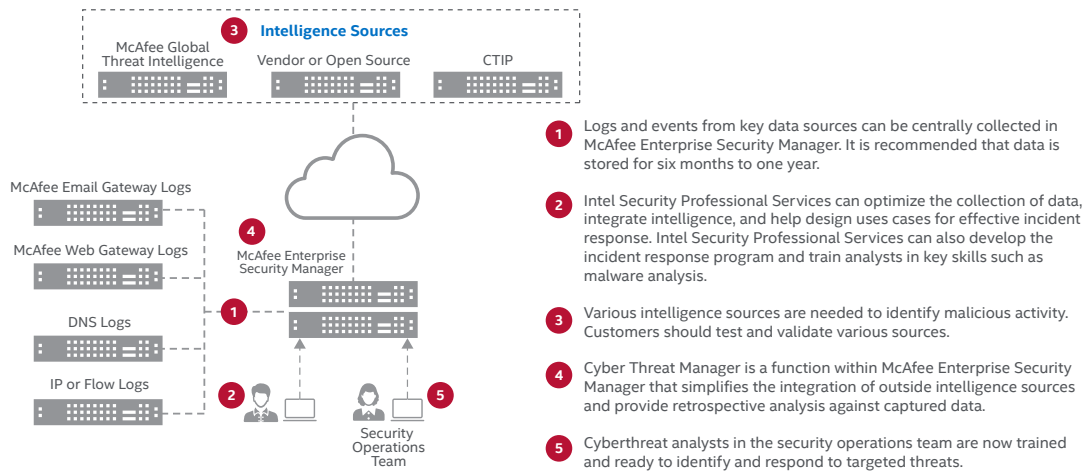 3 Intelligence Sources
McAfee Global
Threat Intelligence
Vendor or Open Source
CTIP
McAfee Email Gateway Logs
McAfee Web Gateway Logs
DNS Logs
IP or Flow Logs
4
McAfee Enterprise
Security Manager
1
2
5
Security
Operations
Team
1 Logs and events from key data sources can be centrally collected in
McAfee Enterprise Security Manager. It is recommended that data is
stored for six months to one year.
2 Intel Security Professional Services can optimize the collection of data,
integrate intelligence, and help design uses cases for effective incident
response. Intel Security Professional Services can also develop the
incident response program and train analysts in key skills such as
malware analysis.
3 Various intelligence sources are needed to identify malicious activity.
Customers should test and validate various sources.
4 Cyber Threat Manager is a function within McAfee Enterprise Security
Manager that simplifies the integration of outside intelligence sources
and provide retrospective analysis against captured data.
5 Cyberthreat analysts in the security operations team are now trained
and ready to identify and respond to targeted threats.